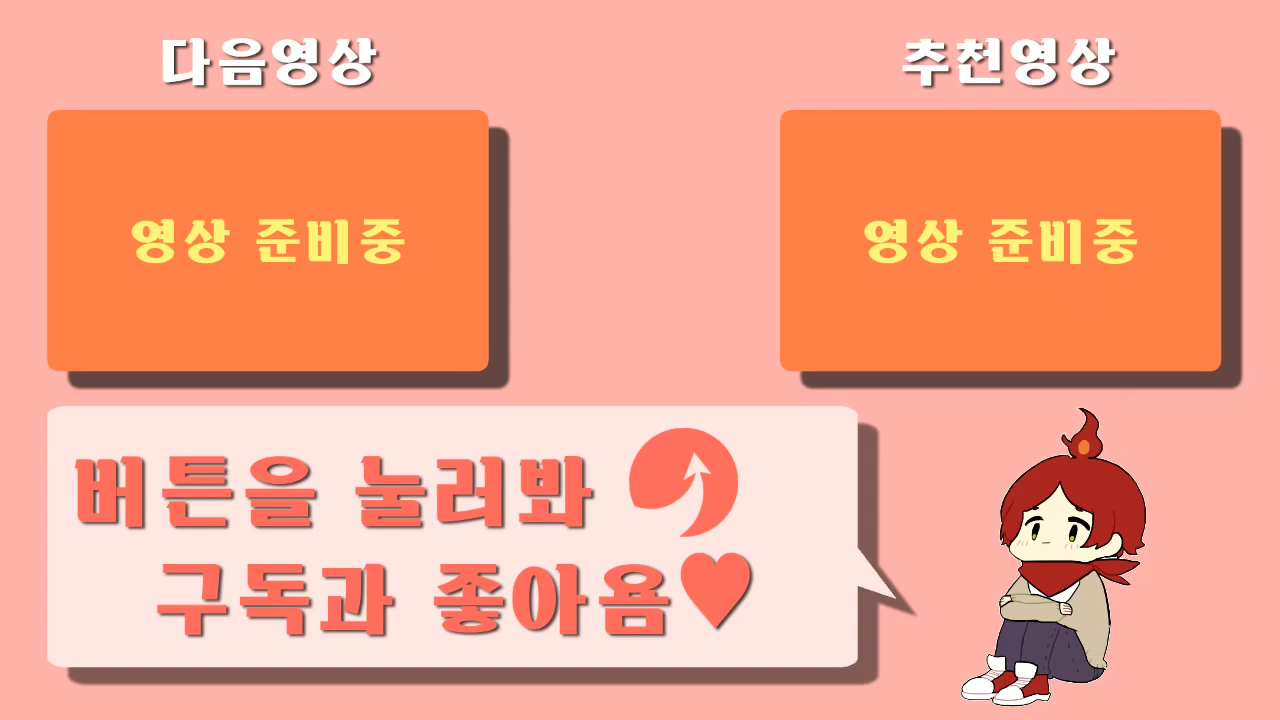 다음영상
추천영상
영상 준비중
영상 준비중
버튼을 눌러봐
구독과 좋아욤♥